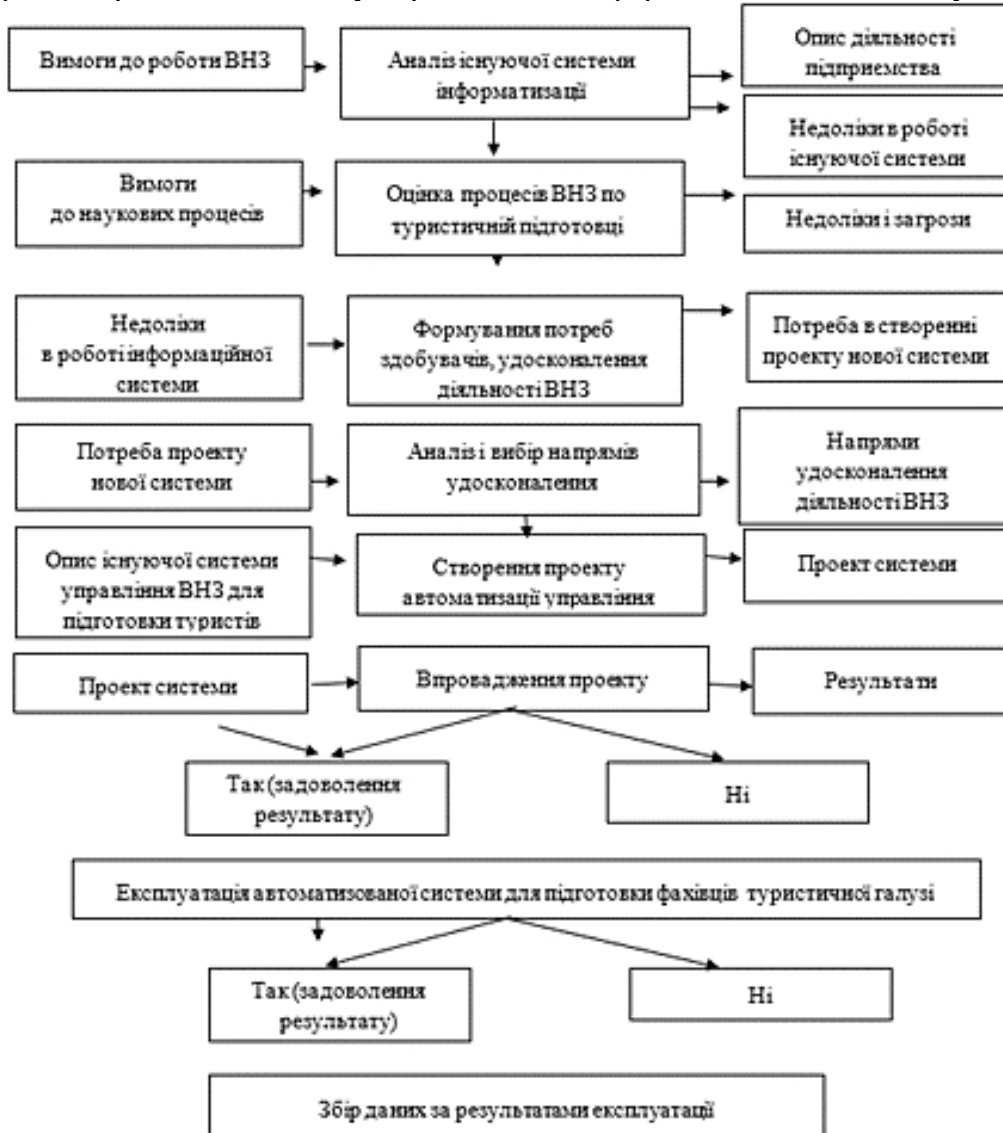 Вимоги до роботи ВНЗ
Аналіз існуючої системи
інформатизації
Опис діяльності
підприємства
Недоліки в роботі
існуючої системи
Вимоги
до наукових процесів
Оцінка процесів ВНЗ по
туристичній підготовці
Недоліки і загрози
Недоліки
в роботі інформаційної
системи
Формування потреб
здобувачів, удосконалення
діяльності ВНЗ
Потреба в створенні
проекту нової системи
Потреба проекту
нової системи
Аналіз і вибір напрямів
удосконалення
Напрями
удосконалення
діяльності ВНЗ
Опис існуючої системи
управління ВНЗ для
підготовки туристів
Створення проекту
автоматизації управління
Проект системи
Проект системи
Впровадження проекту
Результати
Так (задоволення
результату)
Ні
Експлуатація автоматизованої системи для підготовки фахівців туристичної галузі
Так (задоволення
результату)
Ні
Збір даних за результатами експлуатації